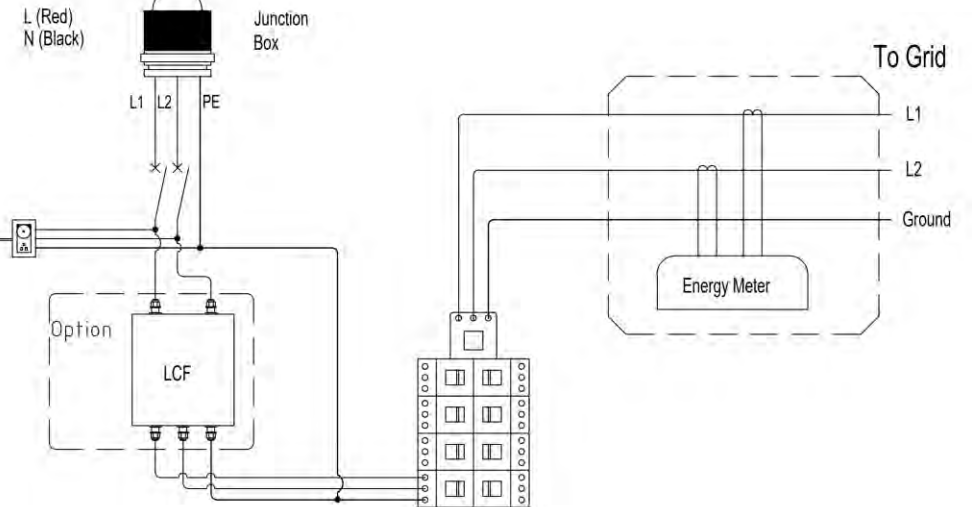 L (Red)
N (Black)
Junction
Box
L1 L2 PE
To Grid
L1
L2
Ground
Energy Meter
Option
LCF